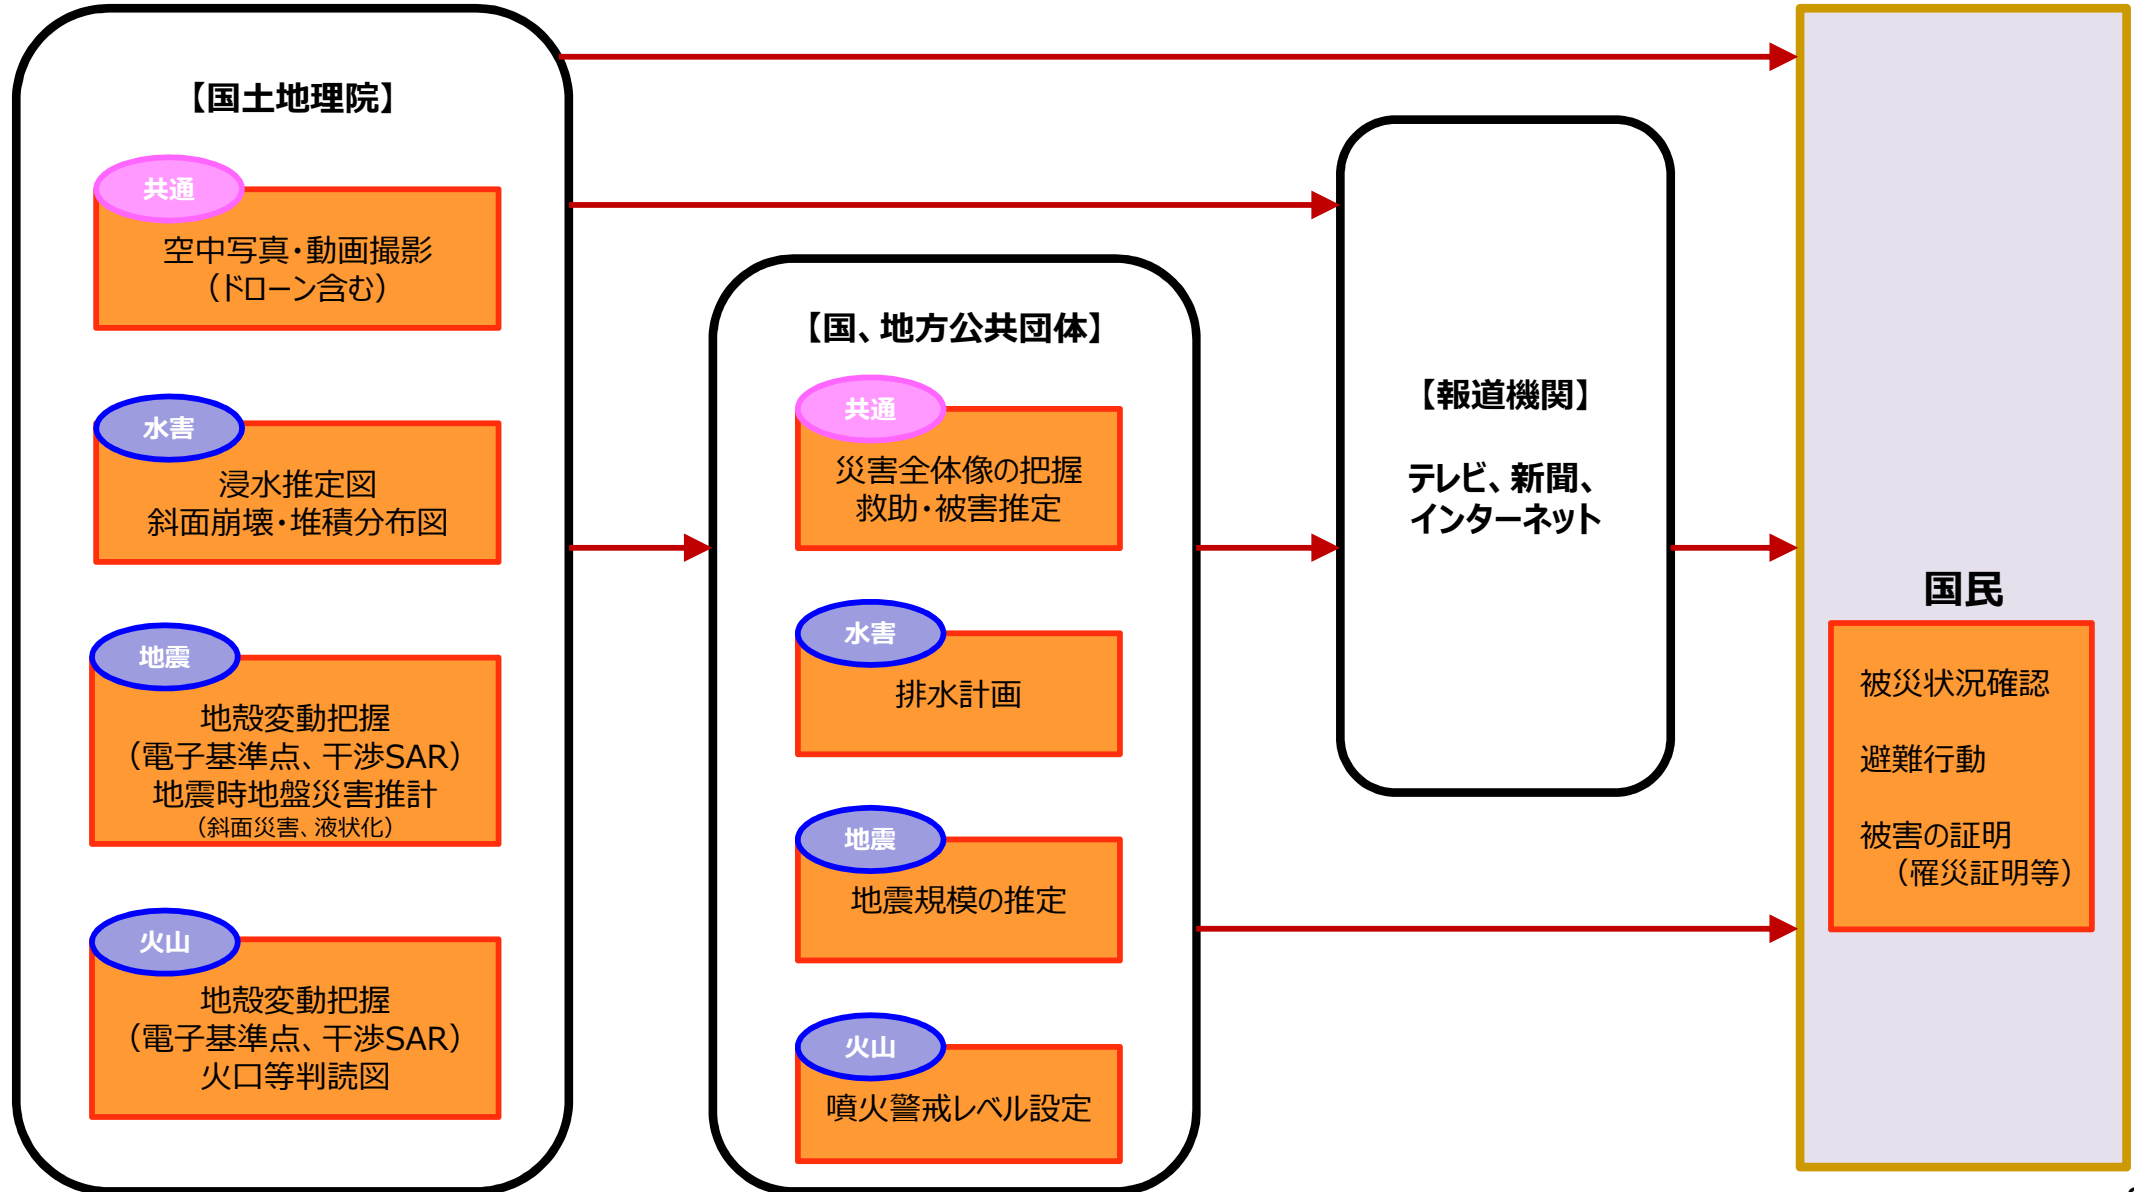 【国土地理院】
共通
空中写真・動画撮影
（ドローン含む）
水害
浸水推定図
斜面崩壊・堆積分布図
地震
地殻変動把握
（電子基準点、干渉SAR）
地震時地盤災害推計
（斜面災害、液状化）
火山
地殻変動把握
（電子基準点、干渉SAR）
火口等判読図
【国、地方公共団体】
共通
災害全体像の把握
救助・被害推定
水害
排水計画
地震
地震規模の推定
火山
噴火警戒レベル設定
【報道機関】
テレビ、新聞、
インターネット
国民
被災状況確認
避難行動
被害の証明
（罹災証明等）